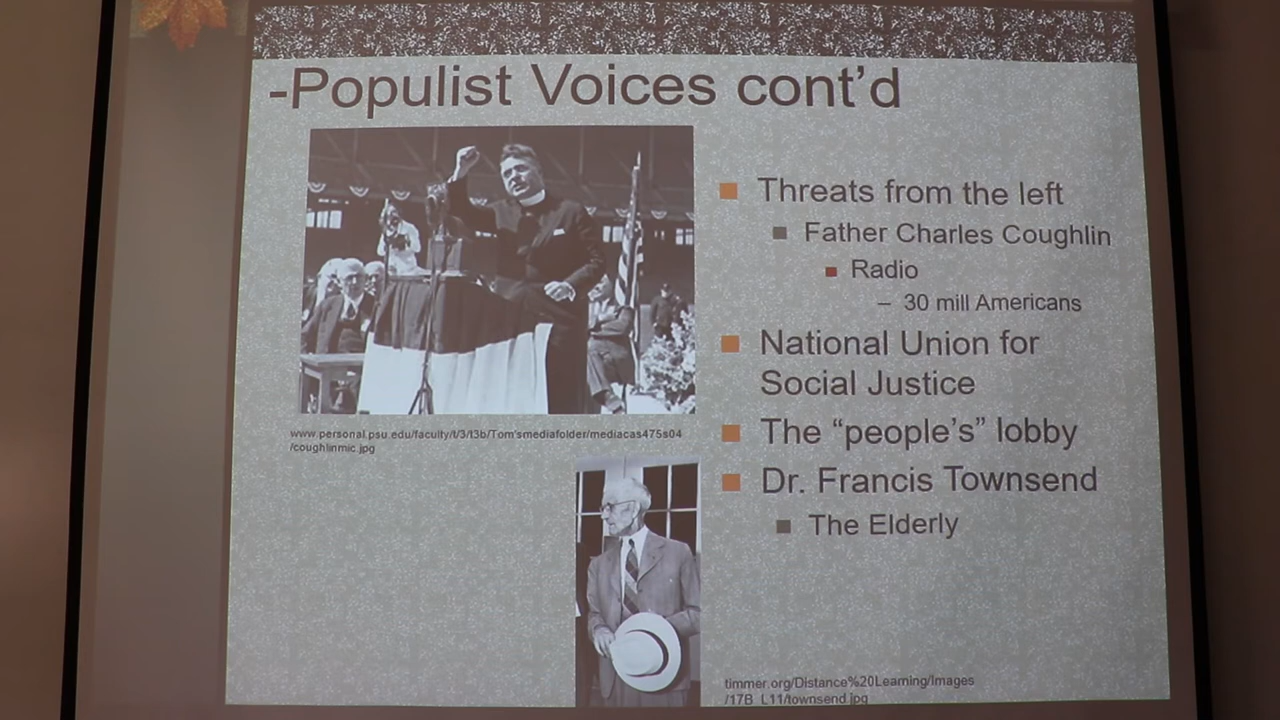 -Populist Voices cont'd
Threats from the left
Father Charles Coughlin
Radio
– 30 mill Americans
National Union for
Social Justice
The “people's” lobby
Dr. Francis Townsend
The Elderly
www.personal.psu.edu/faculty/t/3/t3b/Tom'smediafolder/mediacas475s04
/coughlinmic.jpg
timmer.org/Distance%20Learning/Images
/17B_L11/townsend.jpg